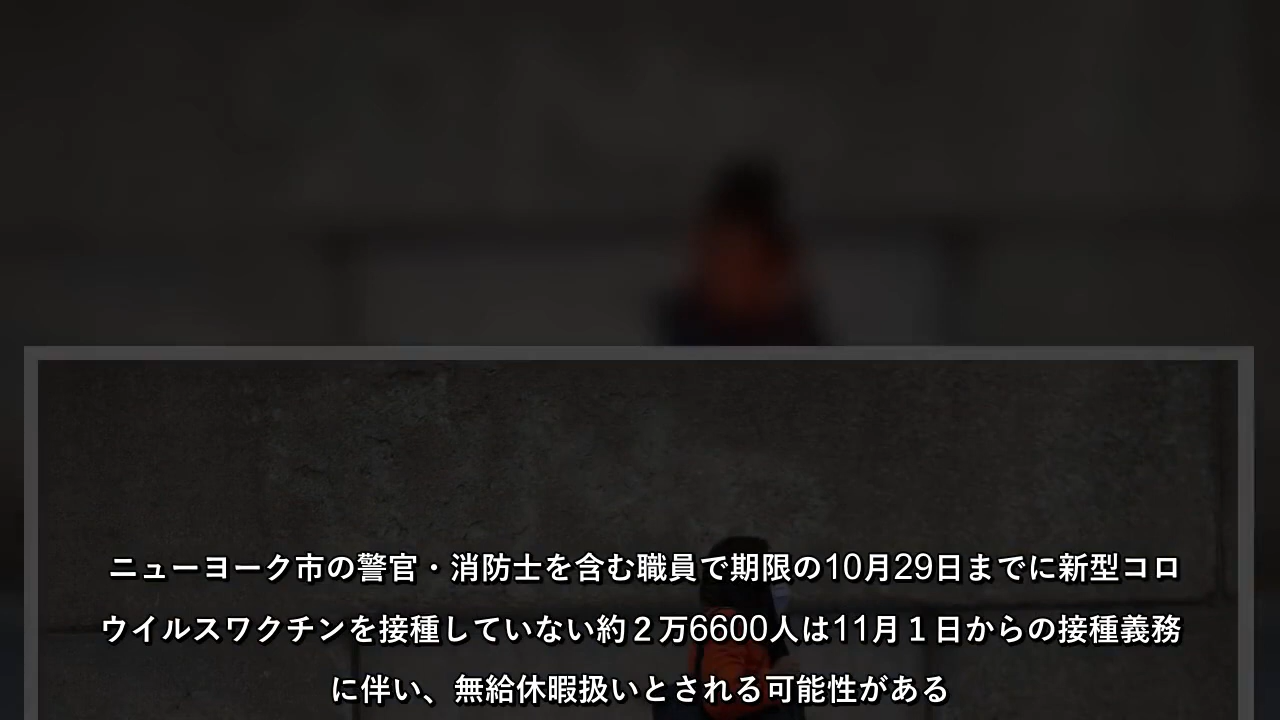 ニューヨーク市の警官・消防士を含む職員で期限の10月29日までに新型コロ
ウイルスワクチンを接種していない約２万6600人は11月１日からの接種義務
に伴い、無給休暇扱いとされる可能性がある